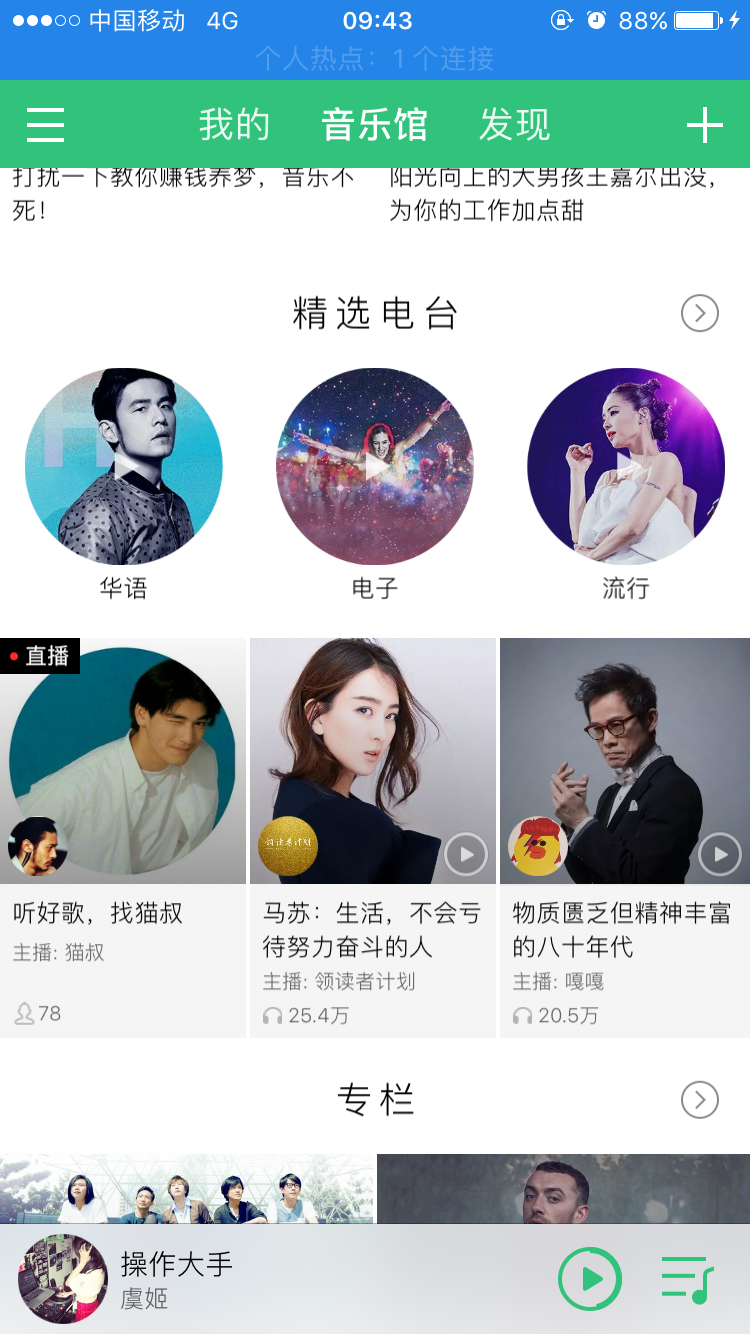 中国移动 4G 09:43 88%
个人热点：1 个连接
我的 音乐馆 发现
打扰一下教你赚钱养梦，音乐不
死！
阳光向上的大男孩王嘉尔出没，
为你的工作加点甜
精选电台
华语 电子 流行
直播
听好歌，找猫叔
主播: 猫叔
78
领读者计划
马苏：生活，不会亏
待努力奋斗的人
主播: 领读者计划
25.4万
物质匮乏但精神丰富
的八十年代
主播: 嘎嘎
20.5万
专栏
操作大手
虞姬